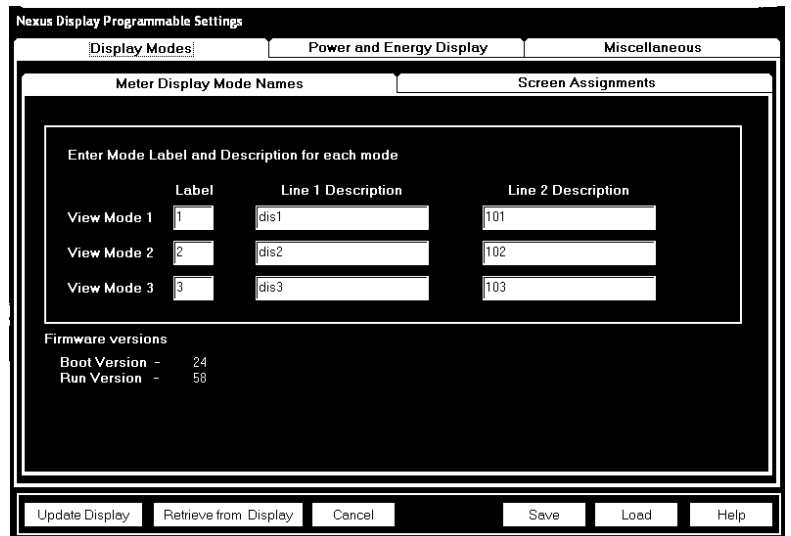 Nexus Display Programmable Settings
Display Modes Power and Energy Display Miscellaneous
Meter Display Mode Names Screen Assignments
Enter Mode Label and Description for each mode
Label Line 1 Description Line 2 Description
View Mode 1 1 dis1 101
View Mode 2 2 dis2 102
View Mode 3 3 dis3 103
Firmware versions
Boot Version - 24
Run Version - 58
Update Display Retrieve from Display Cancel Save Load Help